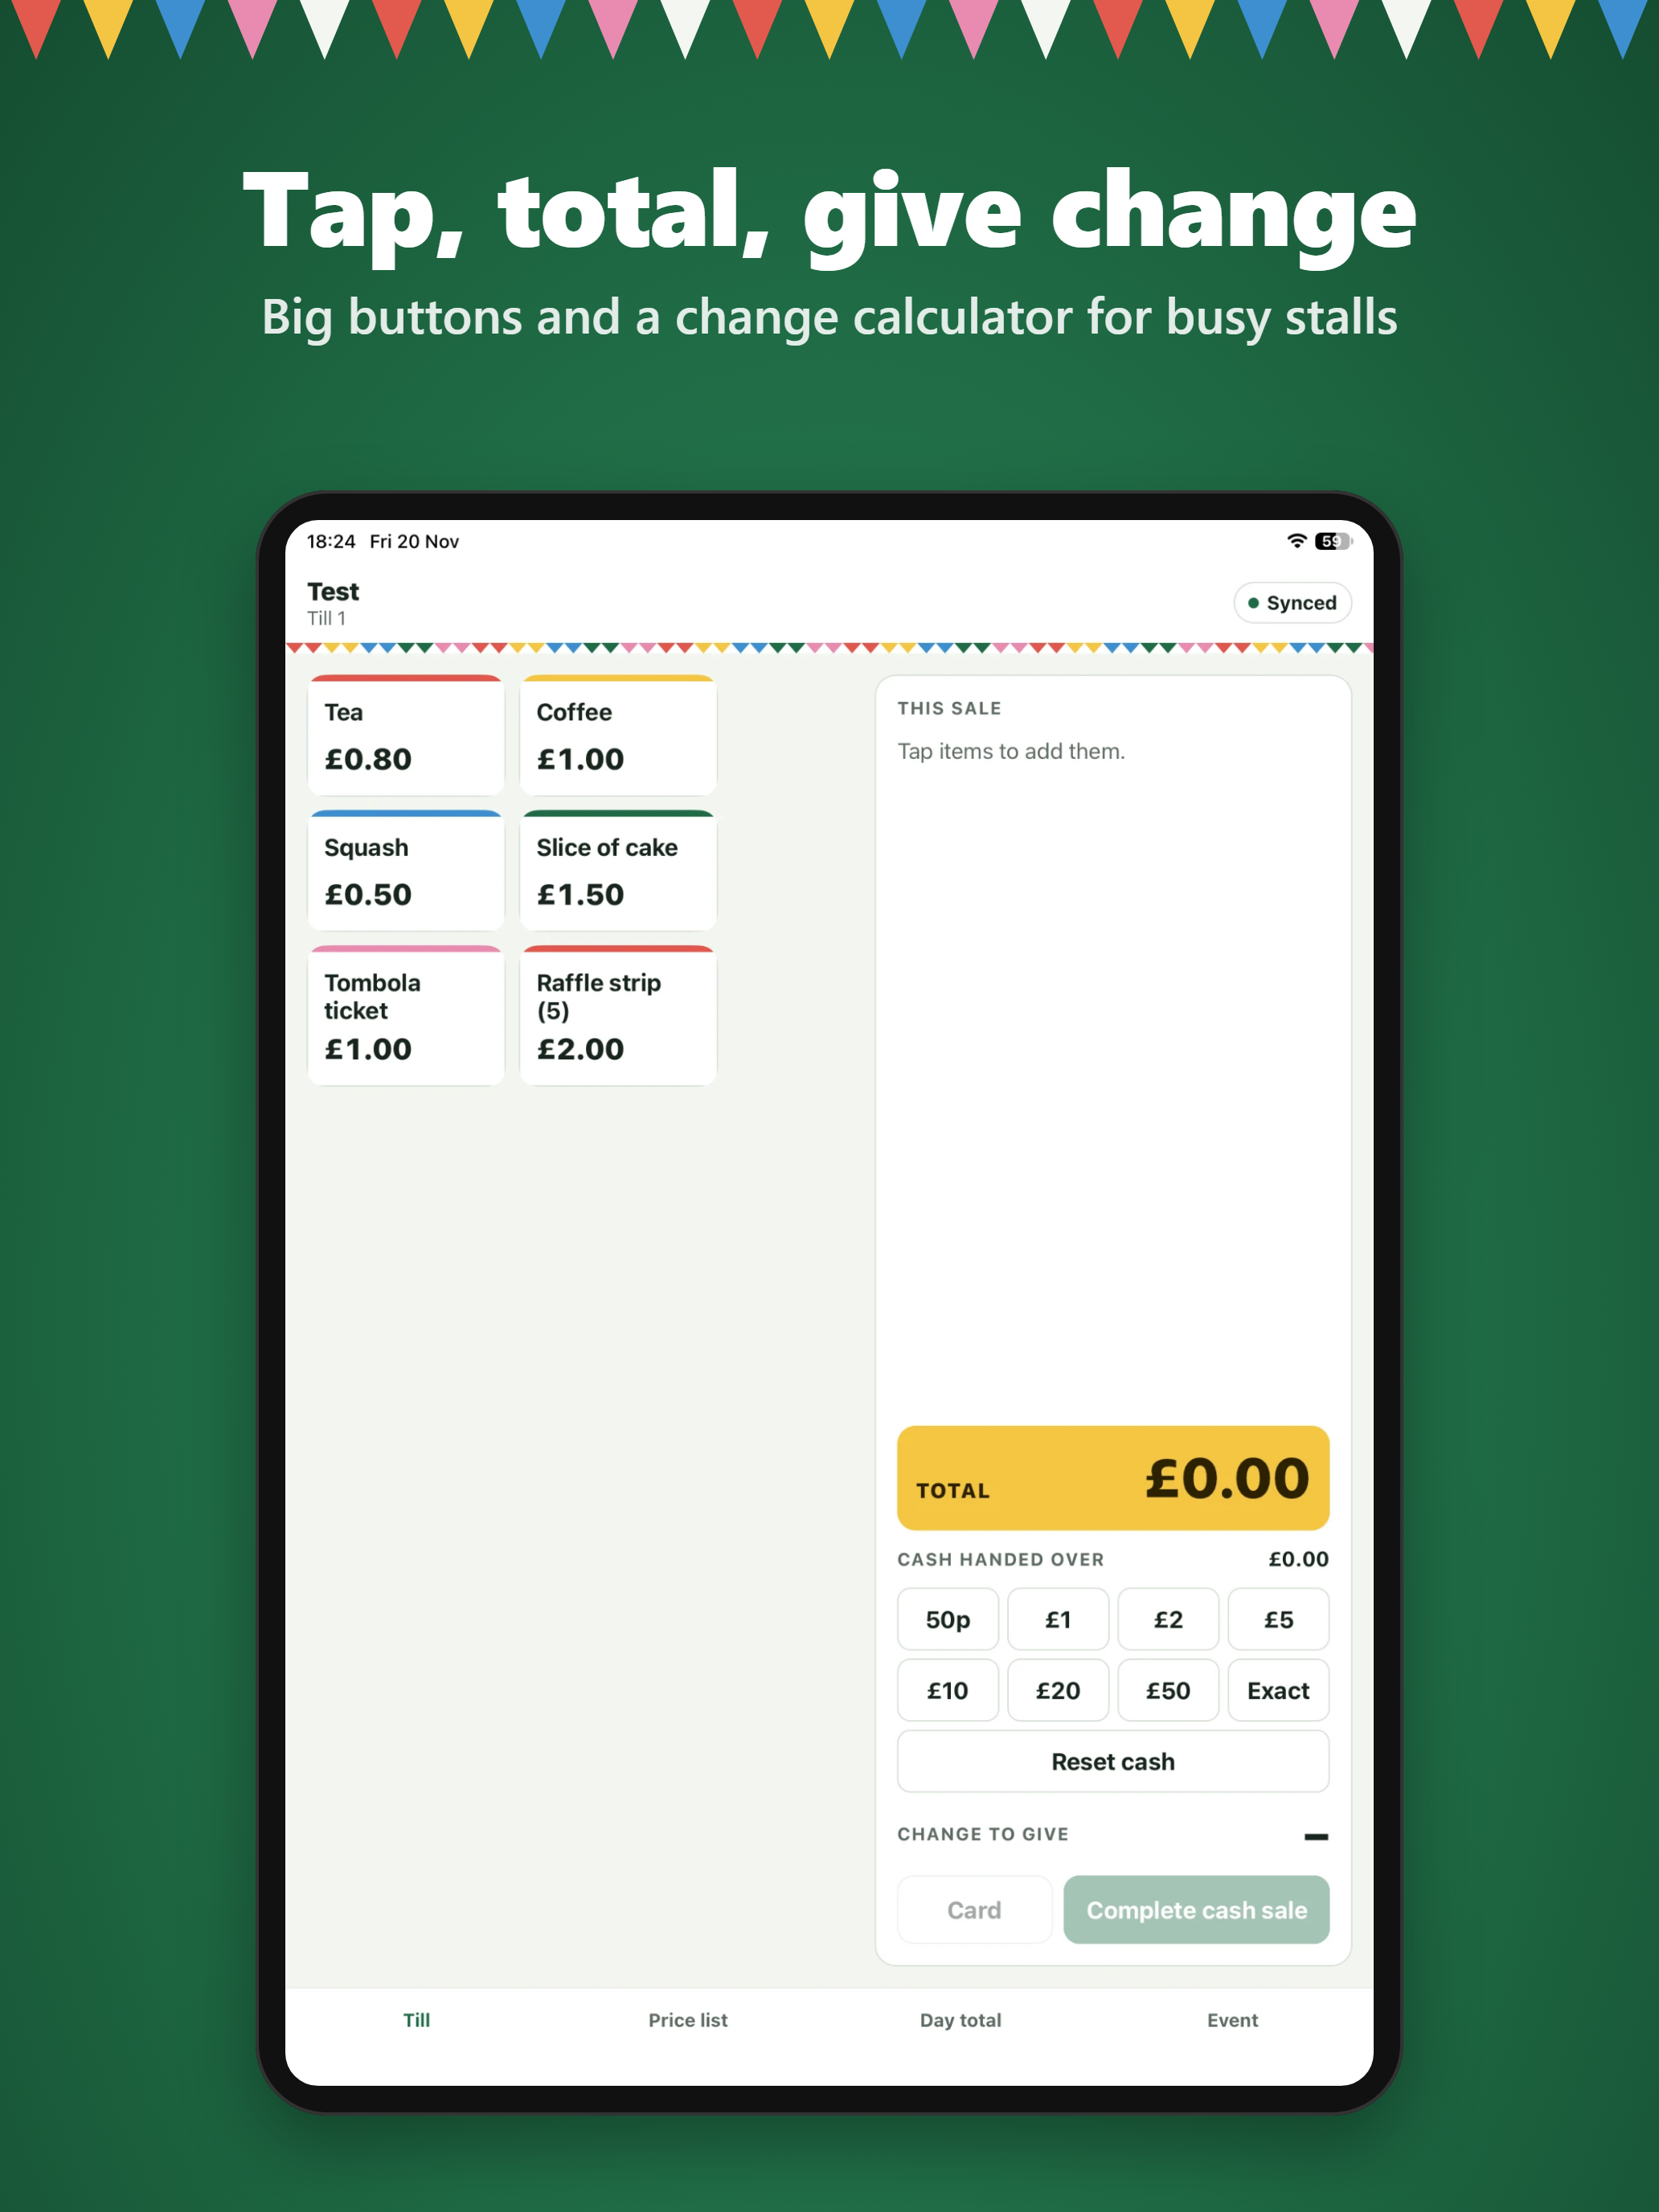 Tap, total, give change
Big buttons and a change calculator for busy stalls
18:24 Fri 20 Nov
59
Test
Till 1
Synced
Tea
£0.80
Coffee
£1.00
Squash
£0.50
Slice of cake
£1.50
Tombola
ticket
£1.00
Raffle strip
(5)
£2.00
THIS SALE
Tap items to add them.
TOTAL £0.00
CASH HANDED OVER £0.00
50p £1 £2 £5
£10 £20 £50 Exact
Reset cash
CHANGE TO GIVE –
Card Complete cash sale
Till Price list Day total Event